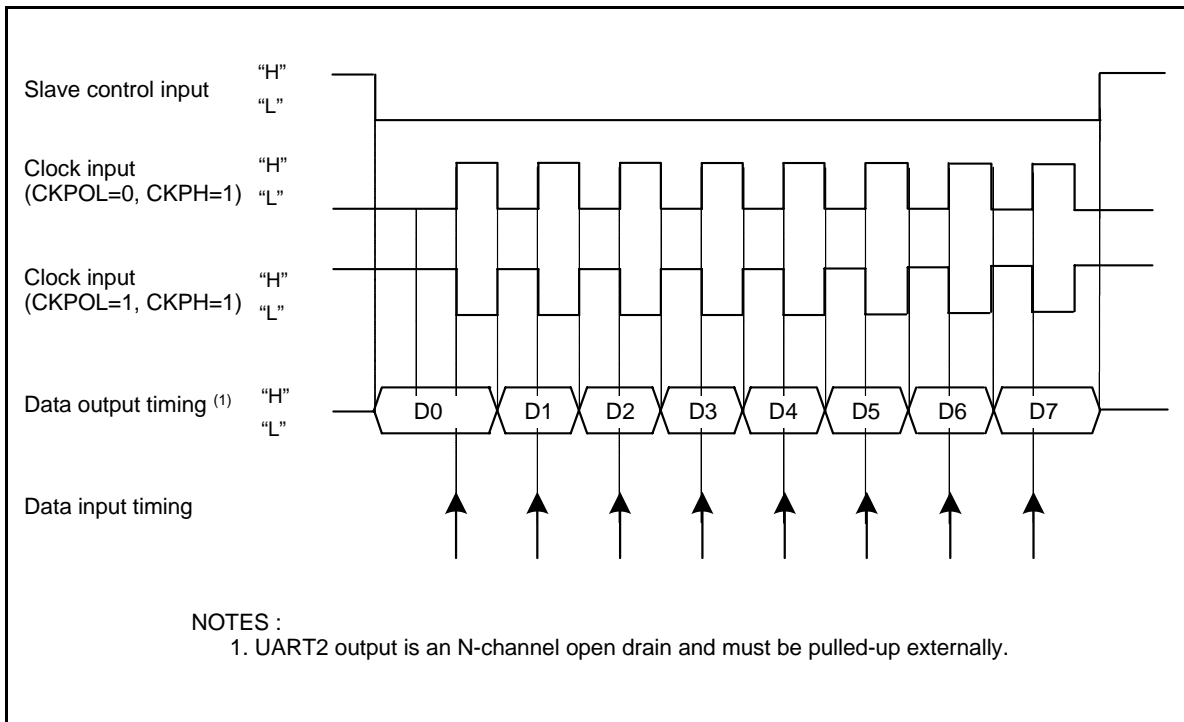 Slave control input
“H”
“L”
Clock input
(CKPOL=0, CKPH=1)
“H”
“L”
Clock input
(CKPOL=1, CKPH=1)
“H”
“L”
Data output timing (1)
“H”
“L”
D0 D1 D2 D3 D4 D5 D6 D7
Data input timing
NOTES :
1. UART2 output is an N-channel open drain and must be pulled-up externally.